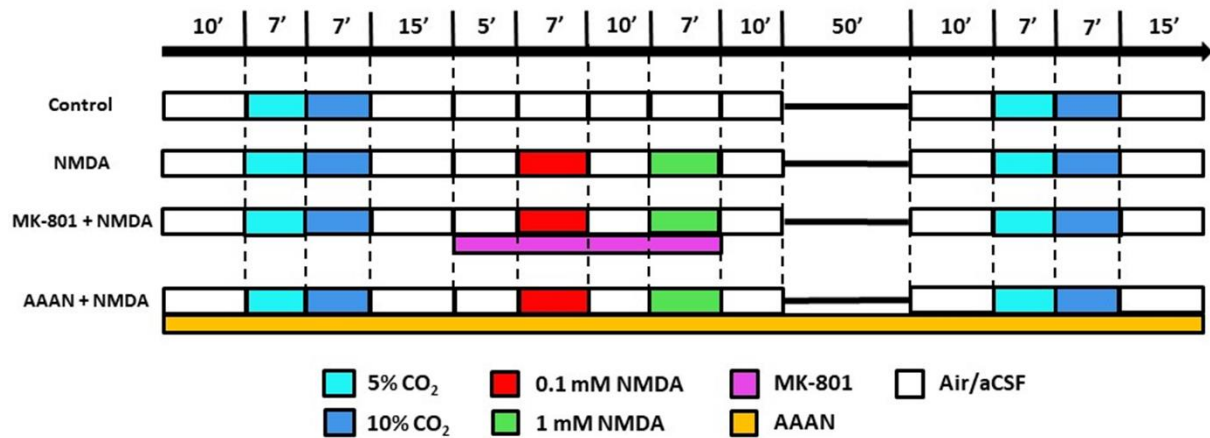 10’ 7’ 7’ 15’ 5’ 7’ 10’ 7’ 10’ 50’ 10’ 7’ 7’ 15’
Control
NMDA
MK-801 + NMDA
AAAN + NMDA
5% CO₂ 0.1 mM NMDA MK-801 Air/aCSF
10% CO₂ 1 mM NMDA AAAN